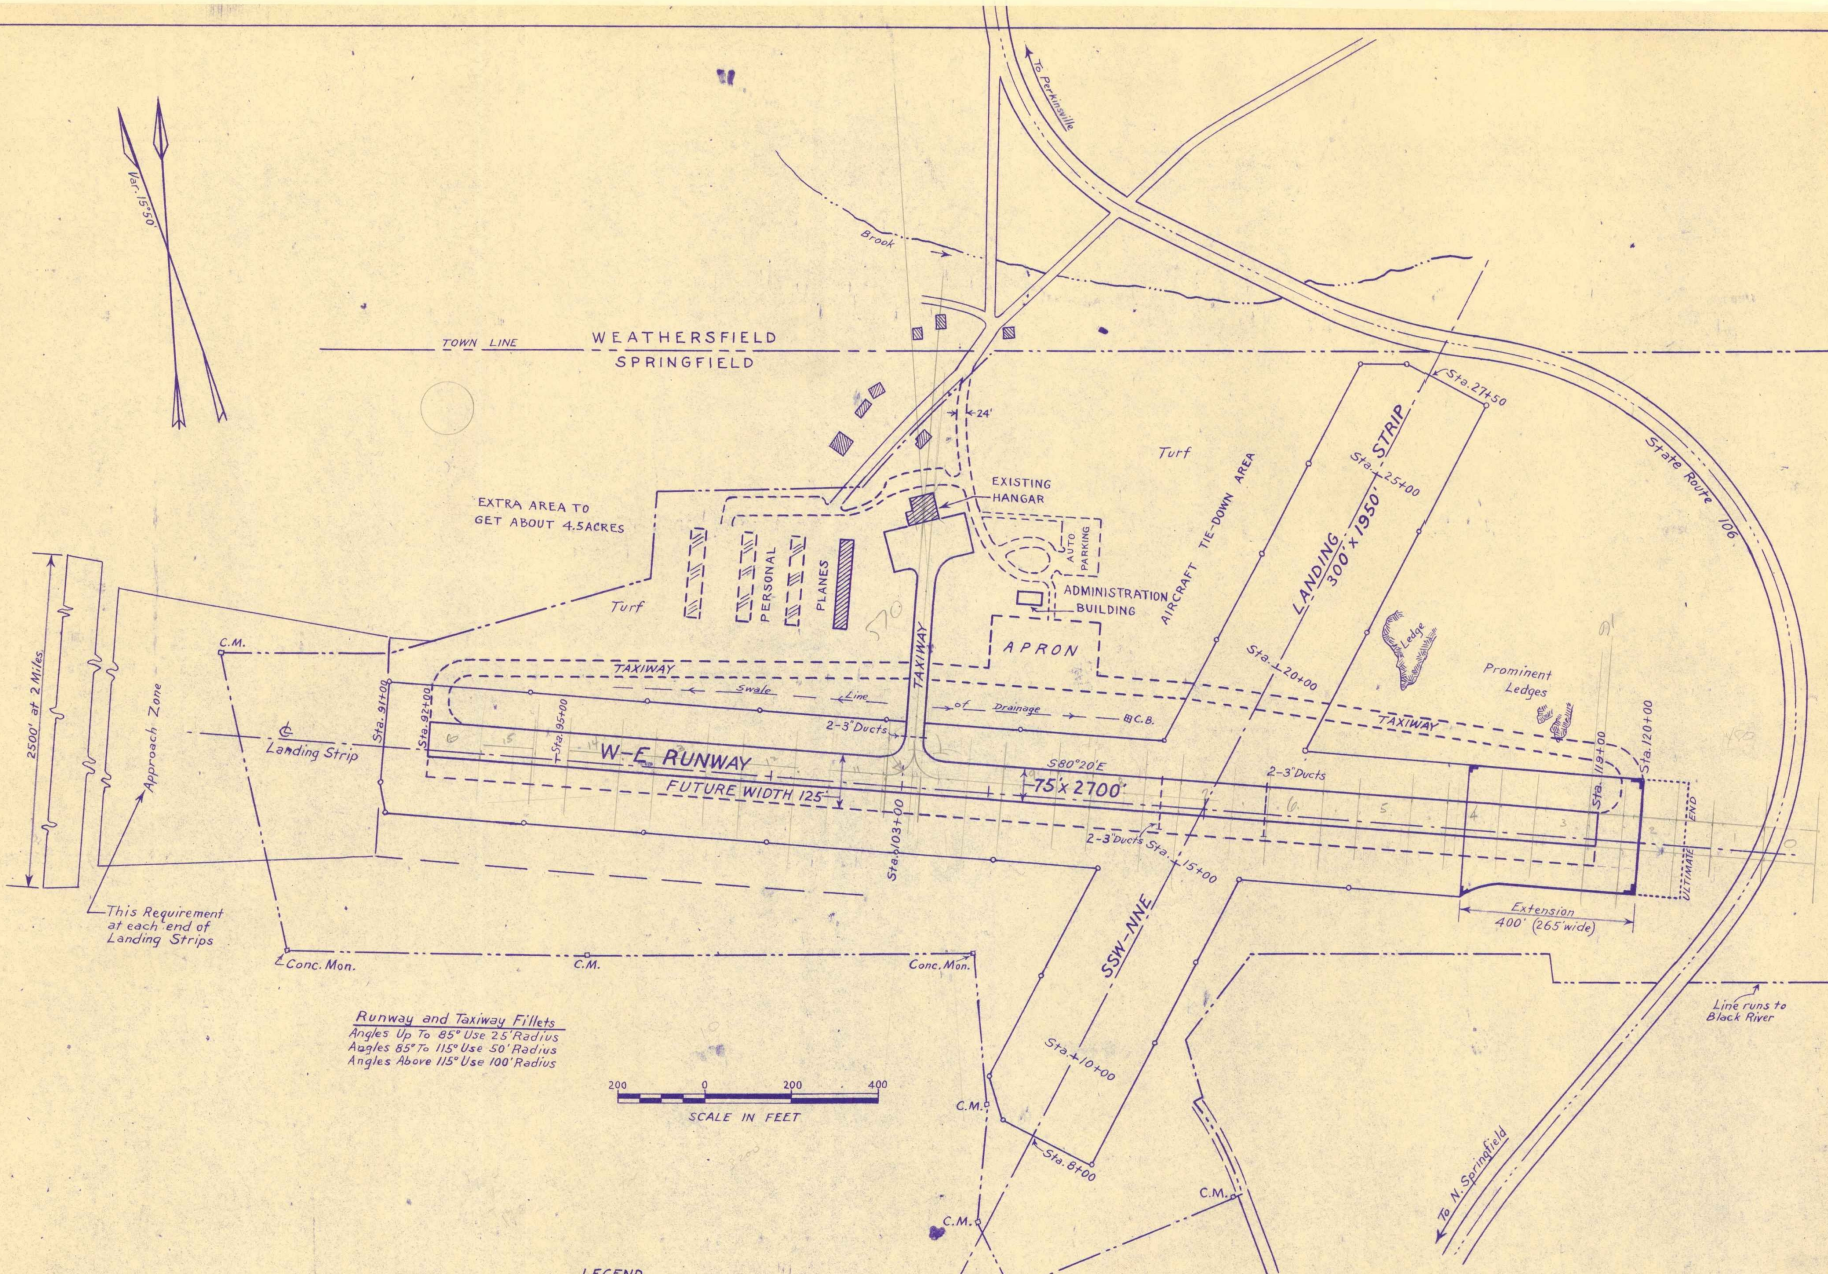 To Perkinsville
Var. 15°50'
Brook
TOWN LINE
WEATHERSFIELD
SPRINGFIELD
Sta. 27+50
24'
STRIP
State Route 106
Turf
Sta. 25+00
EXTRA AREA TO
GET ABOUT 4.5 ACRES
EXISTING
HANGAR
AUTO
PARKING
AIRCRAFT TIE-DOWN AREA
LANDING
300' x 1950'
PERSONAL
PLANES
Turf
570
ADMINISTRATION
BUILDING
APRON
Ledge
Prominent
Ledges
C.M.
TAXIWAY
TAXIWAY
Sta. 20+00
2500' at 2 Miles
Approach Zone
Sta. 91+00
Sta. 92+00
Sta. 95+00
Swale
Line
of
Drainage
C.B.
TAXIWAY
Sta. 119+00
Sta. 120+00
℄
Landing Strip
2-3" Ducts
W-E RUNWAY
S80°20'E
2-3" Ducts
FUTURE WIDTH 125'
75' x 2700'
Sta. 103+00
2-3" Ducts
Sta. 15+00
ULTIMATE END
Extension
400' (265' wide)
This Requirement
at each end of
Landing Strips
SSW-NNE
Conc. Mon.
C.M.
Conc. Mon.
Line runs to
Black River
Runway and Taxiway Fillets
Angles Up To 85° Use 25' Radius
Angles 85° To 115° Use 50' Radius
Angles Above 115° Use 100' Radius
Sta. 10+00
200 0 200 400
SCALE IN FEET
C.M.
Sta. 8+00
C.M.
C.M.
To N. Springfield
LEGEND